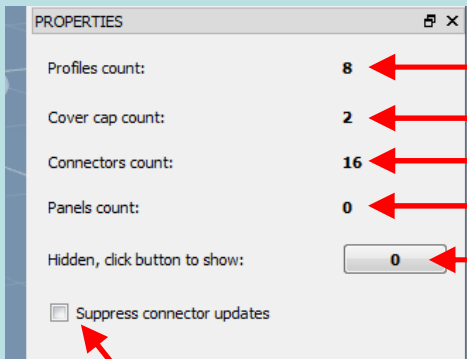 PROPERTIES
Profiles count: 8
Cover cap count: 2
Connectors count: 16
Panels count: 0
Hidden, click button to show: 0
Suppress connector updates